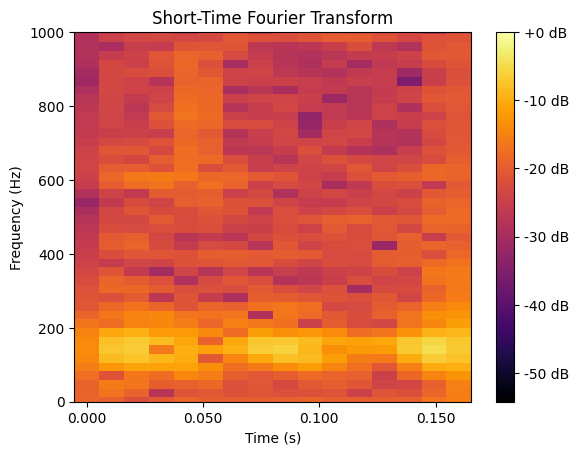 Short-Time Fourier Transform
Frequency (Hz)
1000
800
600
400
200
0
0.000 0.050 0.100 0.150
Time (s)
+0 dB
-10 dB
-20 dB
-30 dB
-40 dB
-50 dB